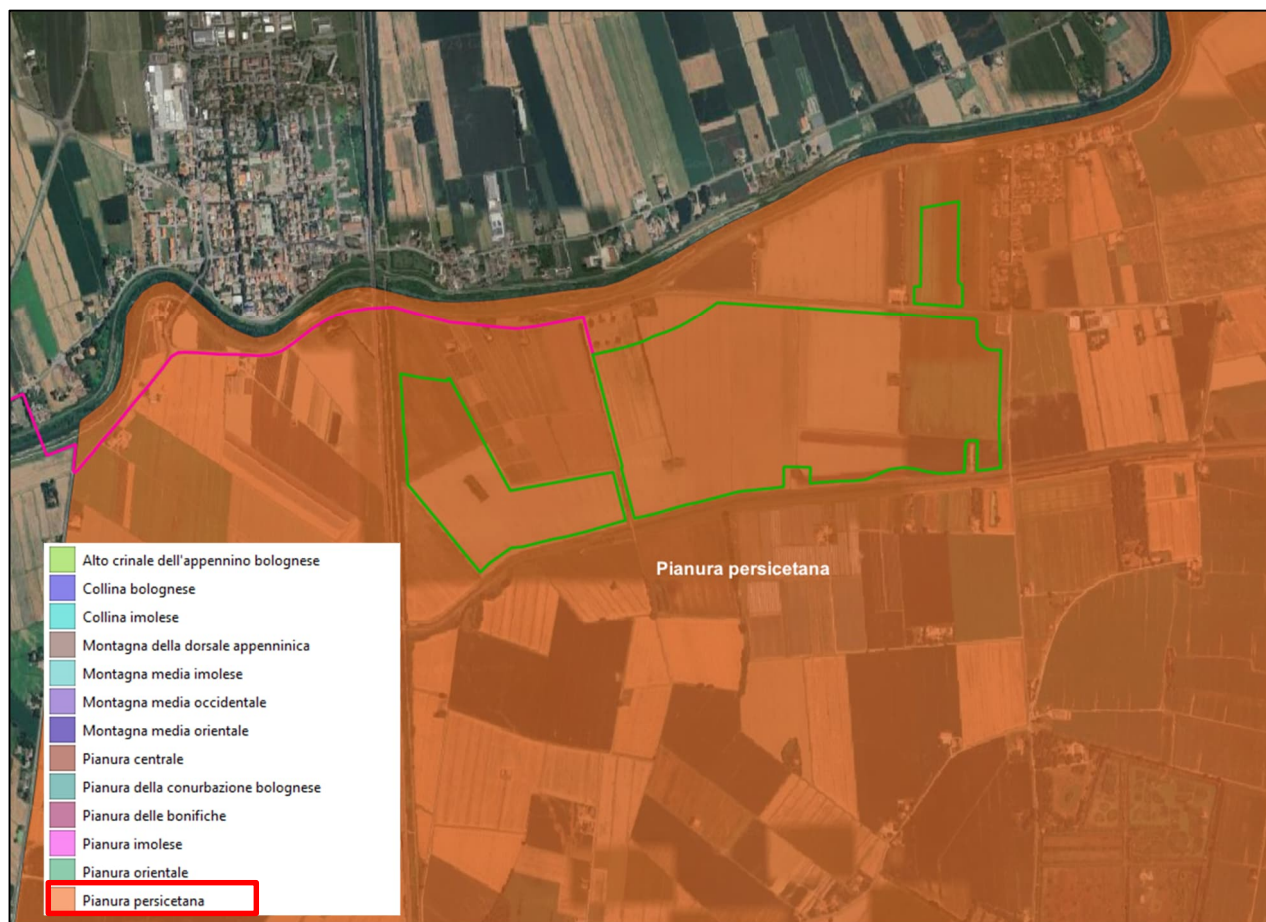 Pianura persicetana
Alto crinale dell'appennino bolognese
Collina bolognese
Collina imolese
Montagna della dorsale appenninica
Montagna media imolese
Montagna media occidentale
Montagna media orientale
Pianura centrale
Pianura della conurbazione bolognese
Pianura delle bonifiche
Pianura imolese
Pianura orientale
Pianura persicetana